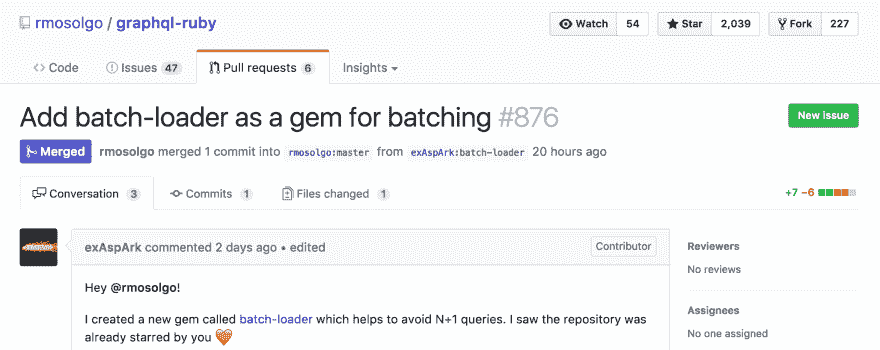 rmosolgo / graphql-ruby Watch 54 Star 2,039 Fork 227
Code Issues 47 Pull requests 6 Insights
Add batch-loader as a gem for batching #876 New issue
Merged rmosolgo merged 1 commit into rmosolgo:master from exAspArk:batch-loader 20 hours ago
Conversation 3 Commits 1 Files changed 1 +7 −6
exAspArk commented 2 days ago • edited Contributor Reviewers
No reviews
Hey @rmosolgo!
I created a new gem called batch-loader which helps to avoid N+1 queries. I saw the repository was Assignees
already starred by you No one assigned